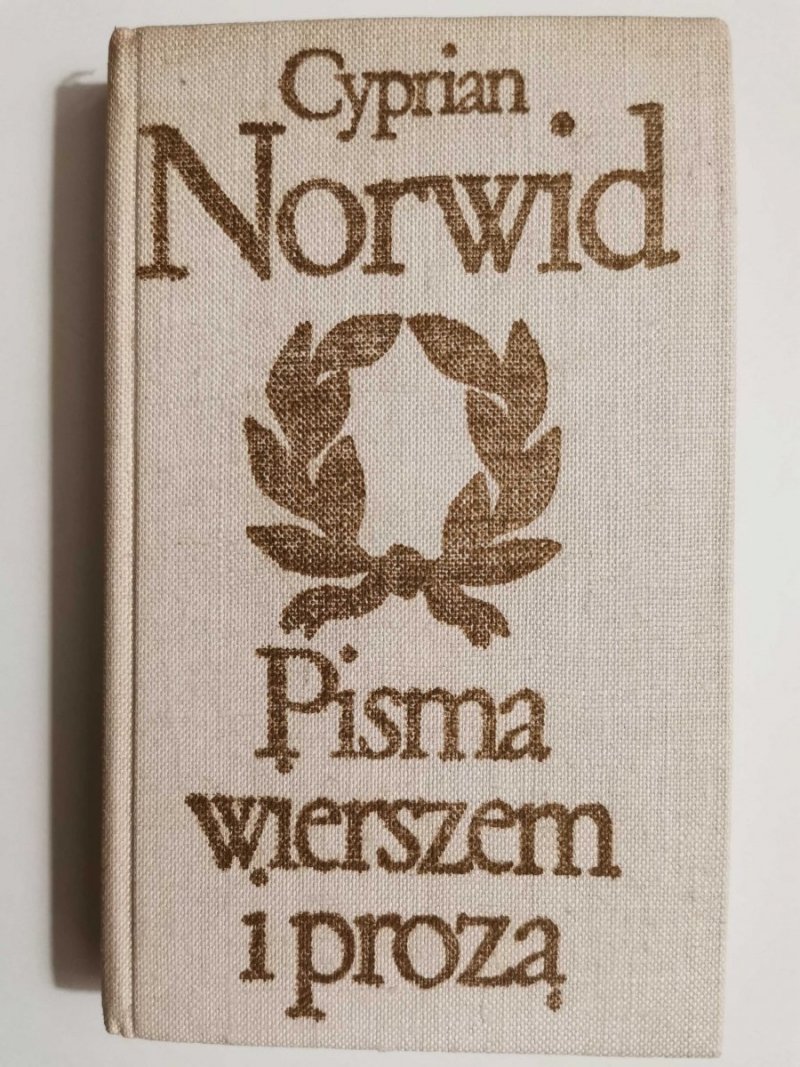 Cyprian
Norwid
Pisma
wierszem
i prozą